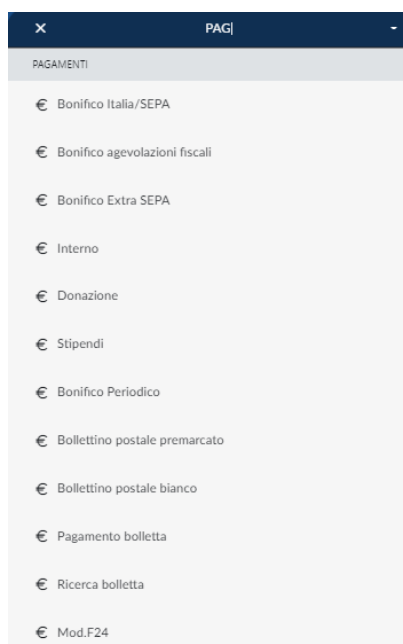 PAG
PAGAMENTI
€ Bonifico Italia/SEPA
€ Bonifico agevolazioni fiscali
€ Bonifico Extra SEPA
€ Interno
€ Donazione
€ Stipendi
€ Bonifico Periodico
€ Bollettino postale premarcato
€ Bollettino postale bianco
€ Pagamento bolletta
€ Ricerca bolletta
€ Mod.F24